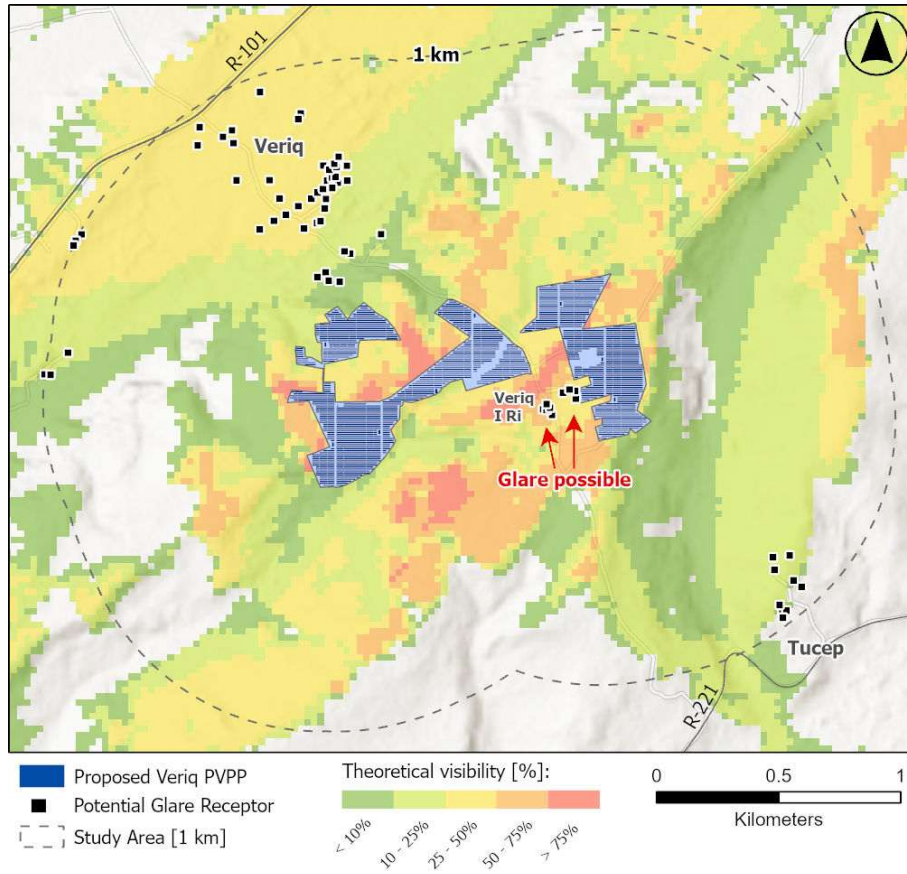 1 km
R-101
Veriq
Veriq
I Ri
Glare possible
Tucep
R-221
Proposed Veriq PVPP
Potential Glare Receptor
Study Area [1 km]
Theoretical visibility [%]:
< 10%
10 - 25%
25 - 50%
50 - 75%
> 75%
0 0.5 1
Kilometers